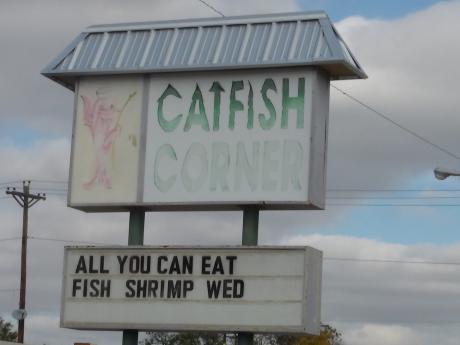 CATFISH
CORNER
ALL YOU CAN EAT
FISH SHRIMP WED